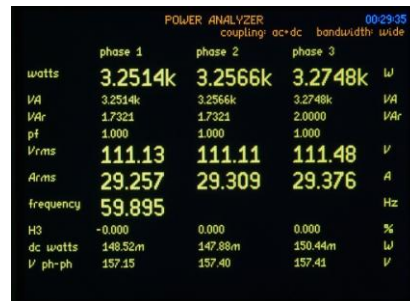 POWER ANALYZER 00:29:35
coupling: ac+dc bandwidth: wide
phase 1 phase 2 phase 3
watts 3.2514k 3.2566k 3.2748k W
VA 3.2514k 3.2566k 3.2748k VA
VAr 1.7321 1.7321 2.0000 VAr
pf 1.000 1.000 1.000
Vrms 111.13 111.11 111.48 V
Arms 29.257 29.309 29.376 A
frequency 59.895 Hz
H3 -0.000 0.000 0.000 %
dc watts 148.52m 147.88m 150.44m W
V ph-ph 157.15 157.40 157.41 V